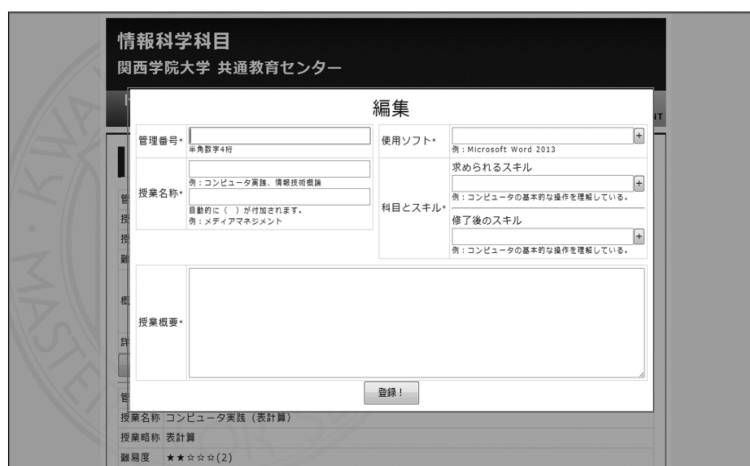 情報科学科目
関西学院大学 共通教育センター
編集
管理番号*
半角数字4桁
授業名称*
例：コンピュータ実践、情報技術概論
自動的に（ ）が付加されます。
例：メディアマネジメント
使用ソフト*
+
例：Microsoft Word 2013
科目とスキル*
求められるスキル
+
例：コンピュータの基本的な操作を理解している。
修了後のスキル
+
例：コンピュータの基本的な操作を理解している。
授業概要*
登録！
授業名称 コンピュータ実践（表計算）
授業略称 表計算
難易度 ★★☆☆☆(2)